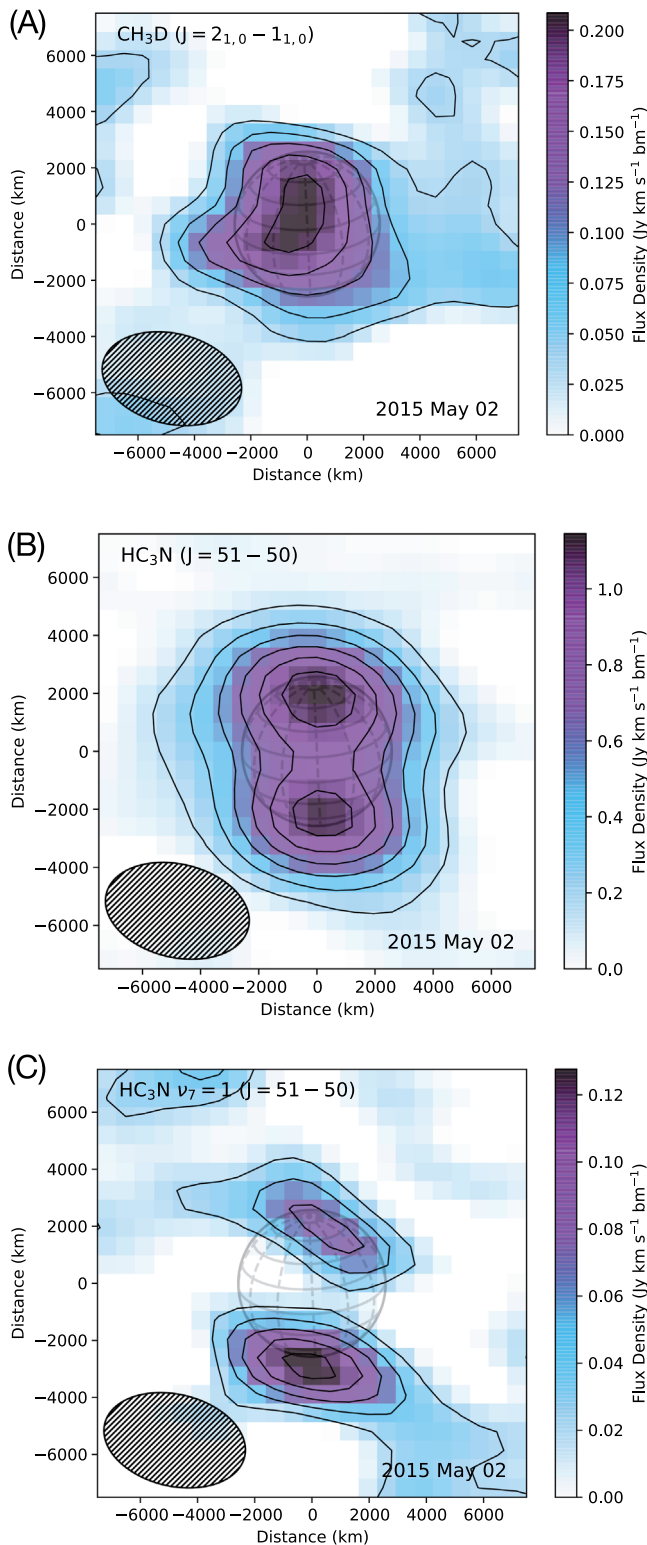 (A)
CH₃D (J = 2₁,₀ − 1₁,₀)
6000
4000
2000
0
−2000
−4000
−6000
Distance (km)
2015 May 02
−6000 −4000 −2000 0 2000 4000 6000
Distance (km)
0.200
0.175
0.150
0.125
0.100
0.075
0.050
0.025
0.000
Flux Density (Jy km s⁻¹ bm⁻¹)
(B)
HC₃N (J = 51 − 50)
6000
4000
2000
0
−2000
−4000
−6000
Distance (km)
2015 May 02
−6000 −4000 −2000 0 2000 4000 6000
Distance (km)
1.0
0.8
0.6
0.4
0.2
0.0
Flux Density (Jy km s⁻¹ bm⁻¹)
(C)
HC₃N ν₇ = 1 (J = 51 − 50)
6000
4000
2000
0
−2000
−4000
−6000
Distance (km)
2015 May 02
−6000 −4000 −2000 0 2000 4000 6000
Distance (km)
0.12
0.10
0.08
0.06
0.04
0.02
0.00
Flux Density (Jy km s⁻¹ bm⁻¹)